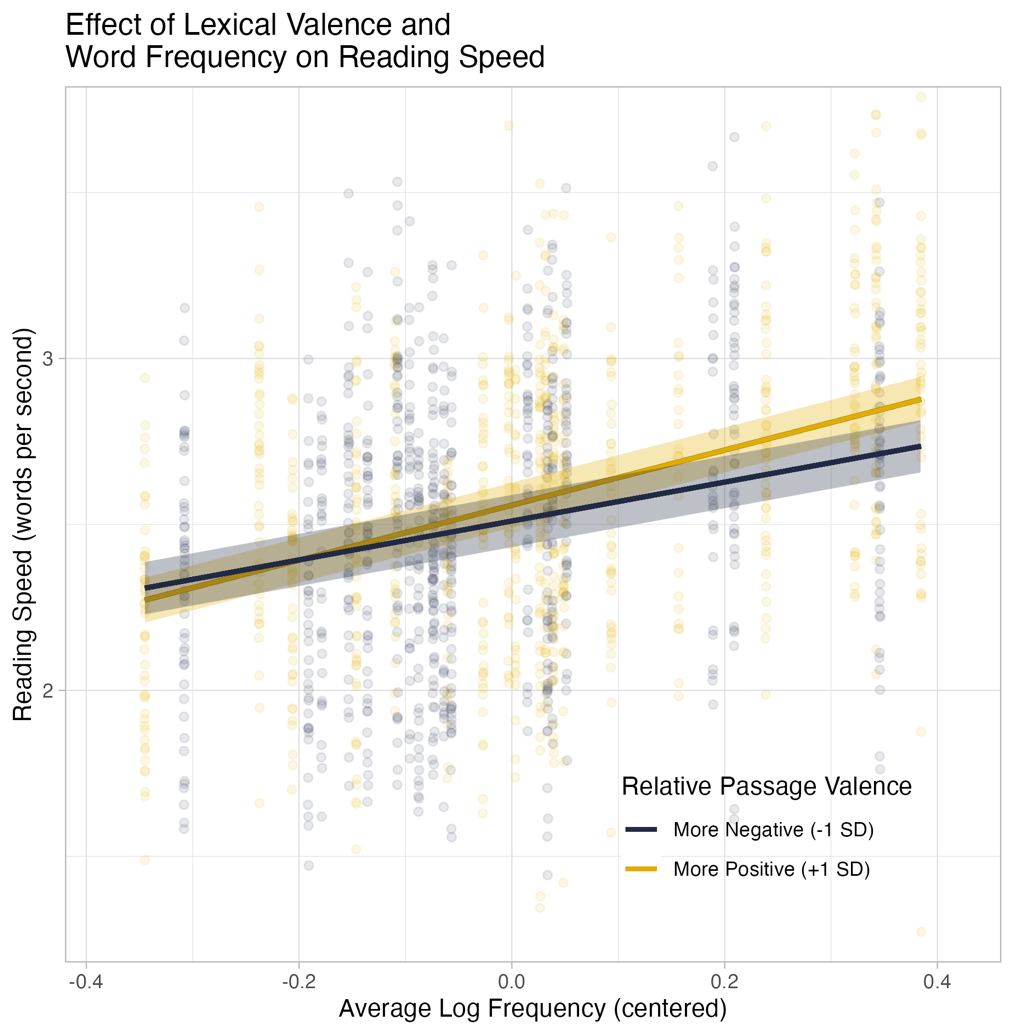 Effect of Lexical Valence and
Word Frequency on Reading Speed
Reading Speed (words per second)
3
2
Relative Passage Valence
More Negative (-1 SD)
More Positive (+1 SD)
-0.4 -0.2 0.0 0.2 0.4
Average Log Frequency (centered)